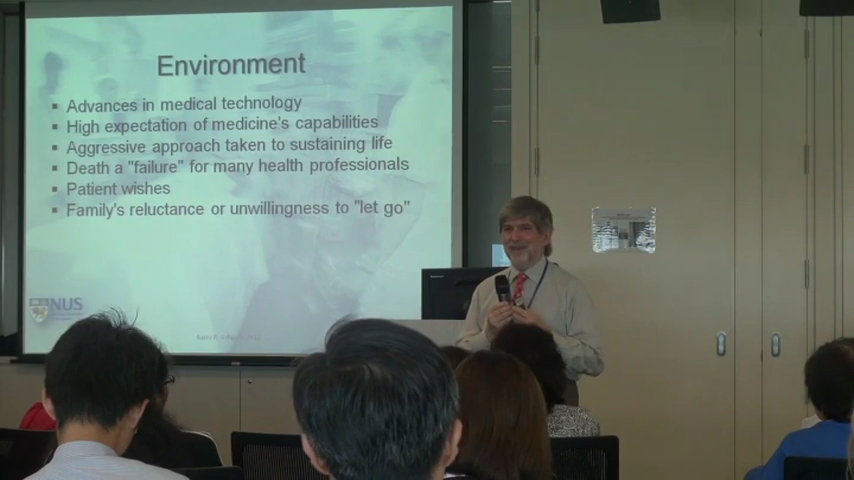 Environment
Advances in medical technology
High expectation of medicine's capabilities
Aggressive approach taken to sustaining life
Death a "failure" for many health professionals
Patient wishes
Family's reluctance or unwillingness to "let go"
NUS